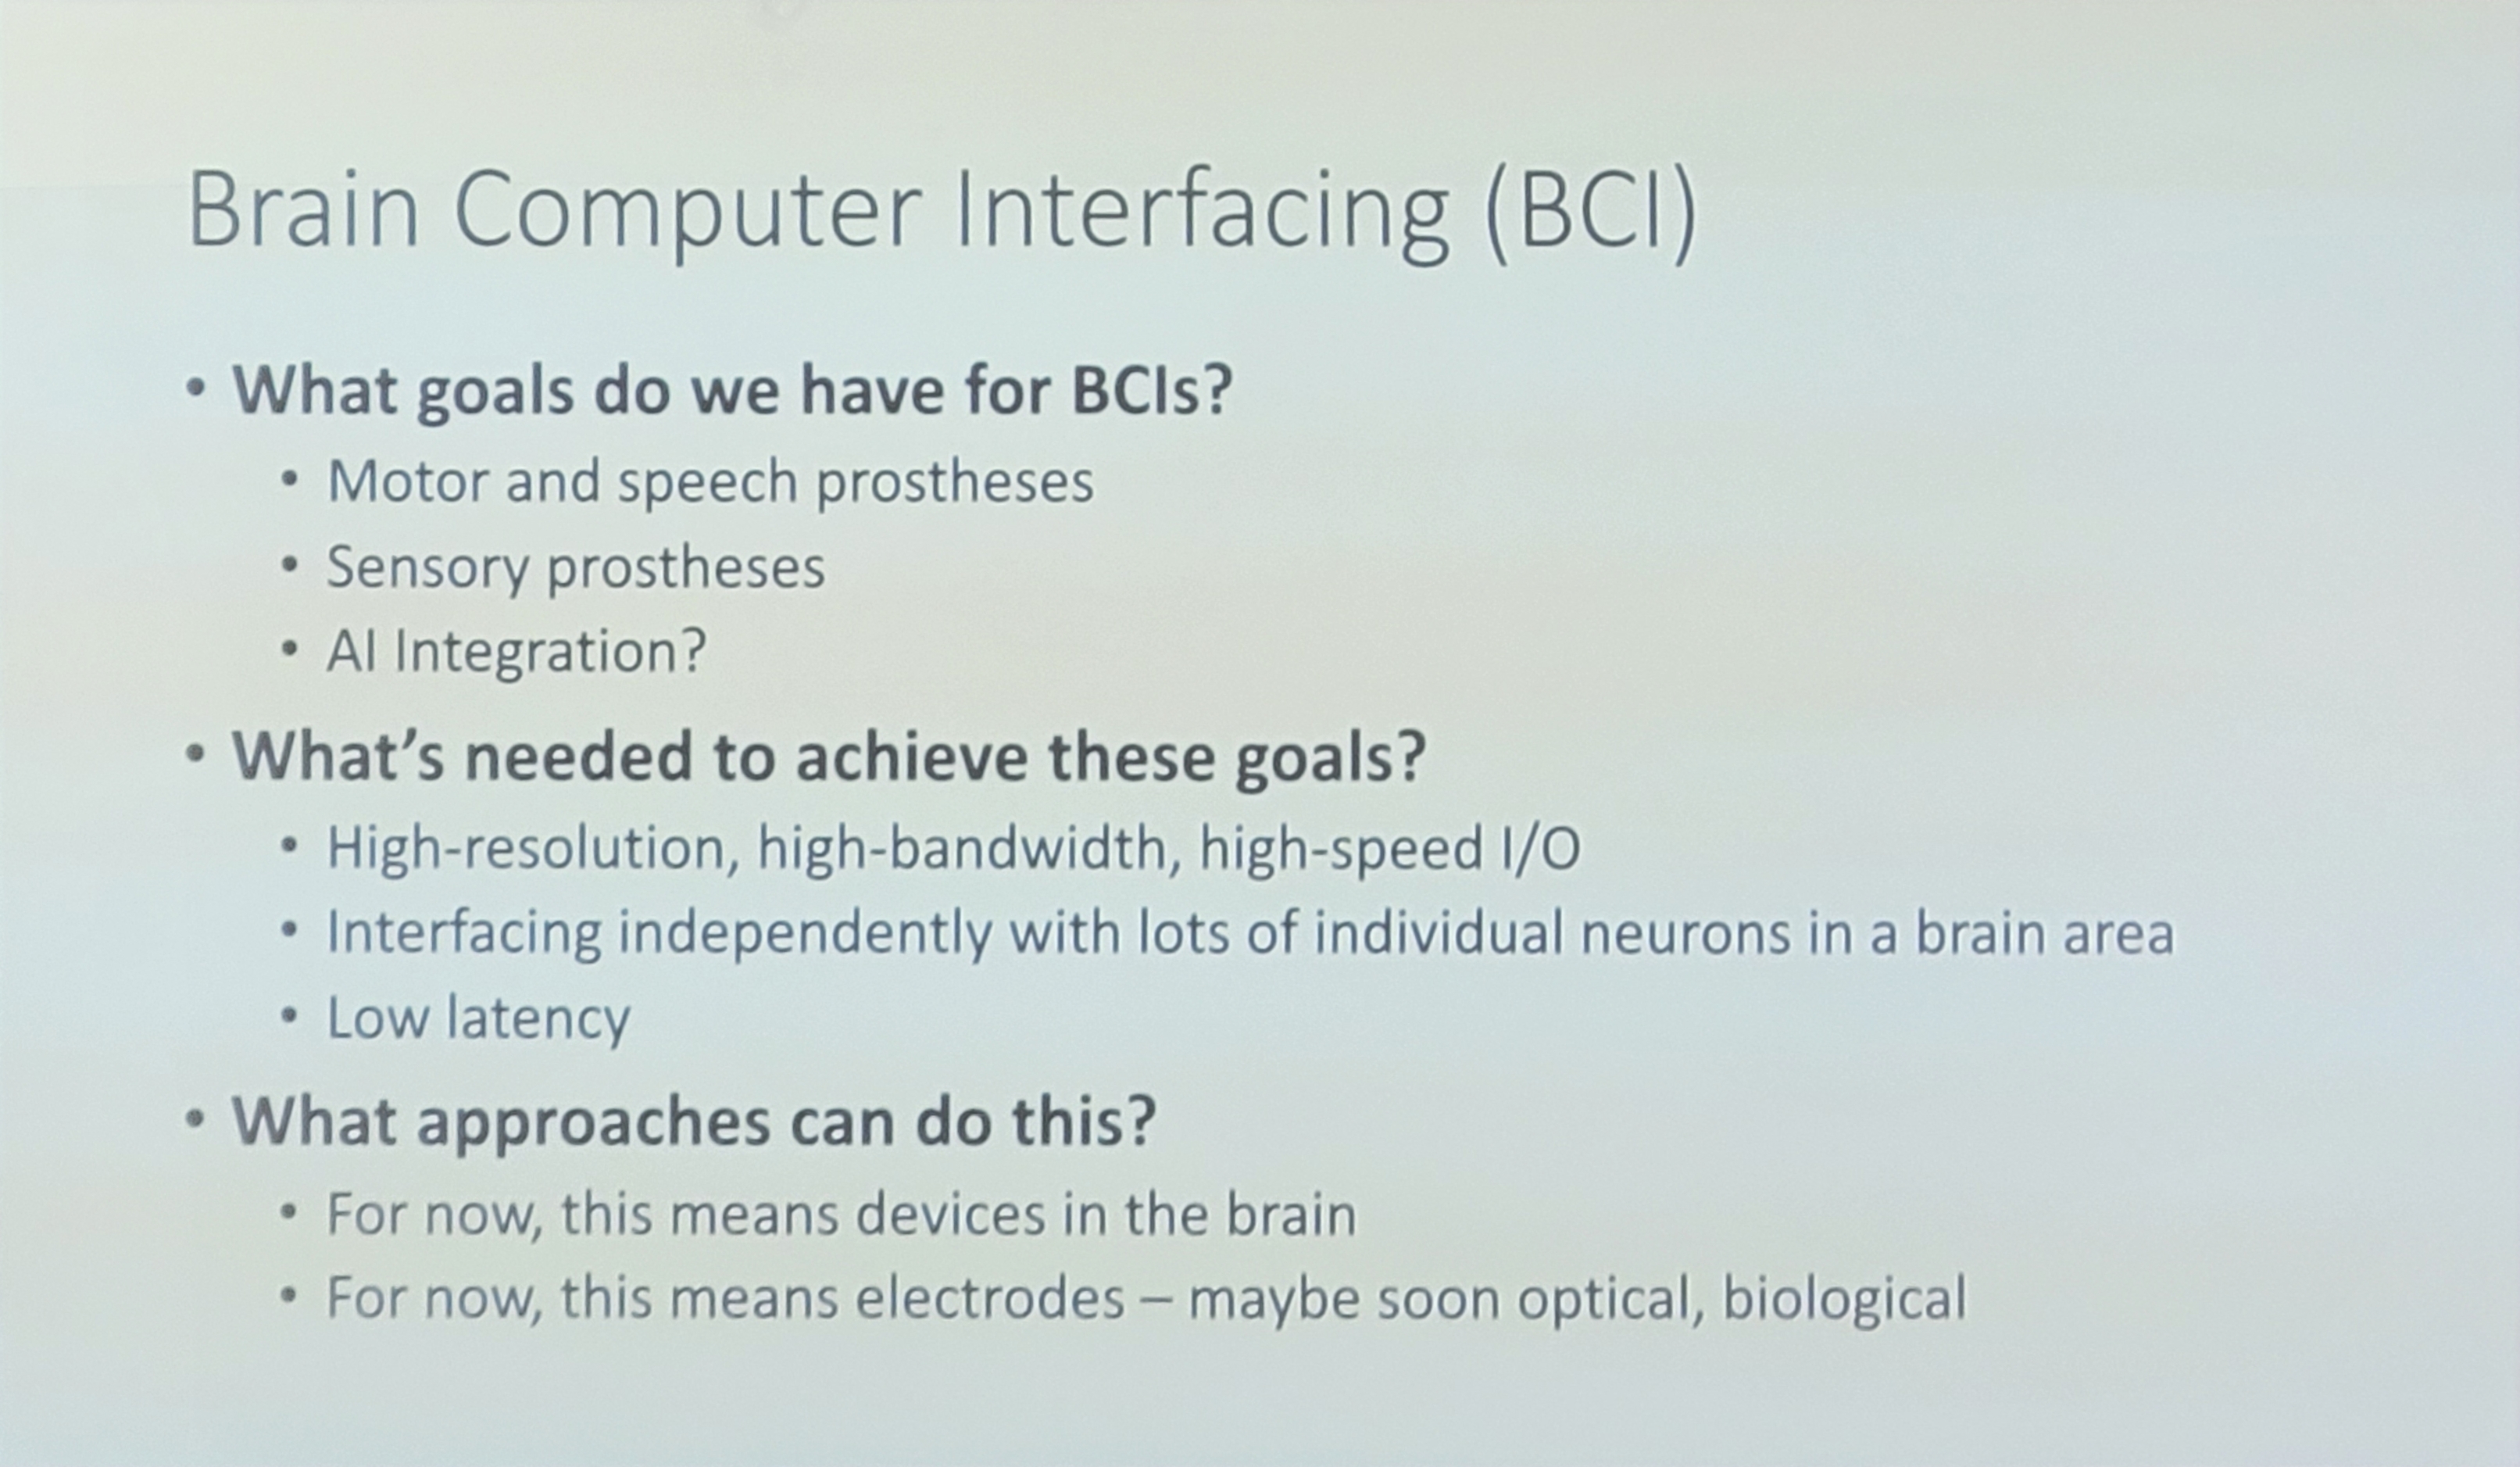 Brain Computer Interfacing (BCI)
• What goals do we have for BCIs?
• Motor and speech prostheses
• Sensory prostheses
• AI Integration?
• What's needed to achieve these goals?
• High-resolution, high-bandwidth, high-speed I/O
• Interfacing independently with lots of individual neurons in a brain area
• Low latency
• What approaches can do this?
• For now, this means devices in the brain
• For now, this means electrodes – maybe soon optical, biological